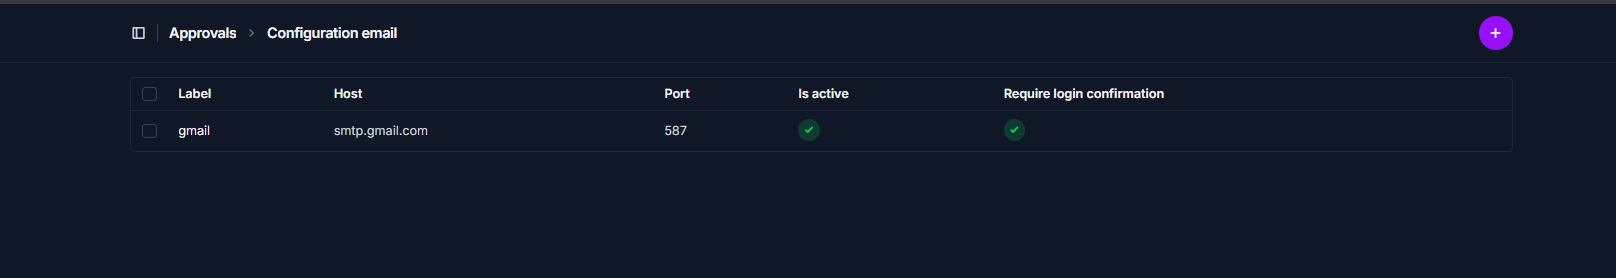 Approvals > Configuration email
Label Host Port Is active Require login confirmation
gmail smtp.gmail.com 587